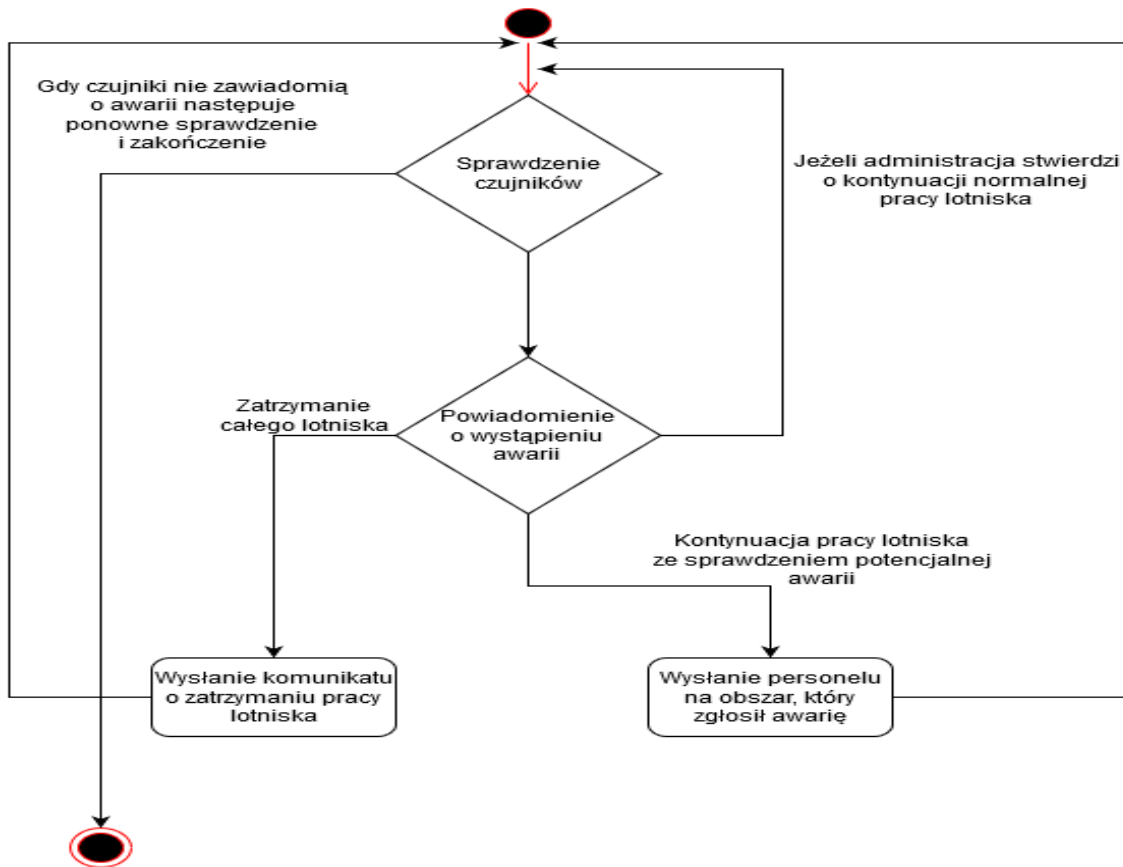 Gdy czujniki nie zawiadomią
o awarii następuje
ponowne sprawdzenie
i zakończenie
Sprawdzenie
czujników
Jeżeli administracja stwierdzi
o kontynuacji normalnej
pracy lotniska
Zatrzymanie
całego lotniska
Powiadomienie
o wystąpieniu
awarii
Kontynuacja pracy lotniska
ze sprawdzeniem potencjalnej
awarii
Wysłanie komunikatu
o zatrzymaniu pracy
lotniska
Wysłanie personelu
na obszar, który
zgłosił awarię